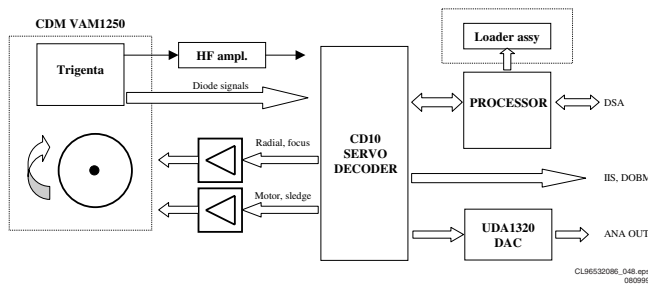 CDM VAM1250
Loader assy
HF ampl.
Trigenta
Diode signals
PROCESSOR
DSA
CD10
SERVO
DECODER
Radial, focus
Motor, sledge
IIS, DOBM
UDA1320
DAC
ANA OUT
CL96532086_048.eps
080999